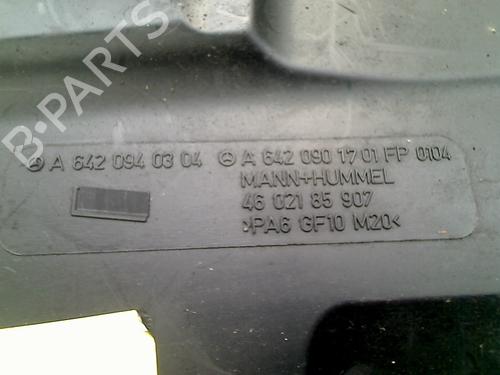 B-PARTS
A 642 094 03 04 A 642 090 17 01 FP 0104
MANN+HUMMEL
46 021 85 907
>PA6 GF10 M20<